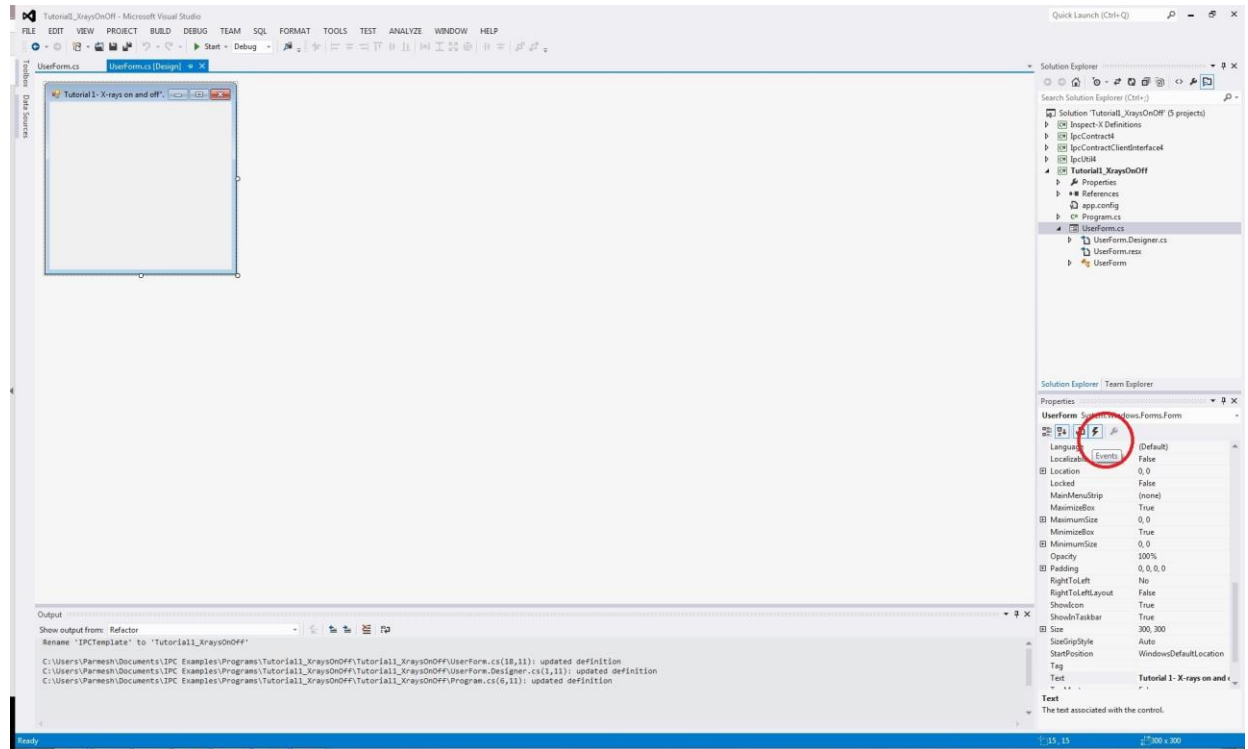 Tutorial1_XraysOnOff - Microsoft Visual Studio
Quick Launch (Ctrl+Q)
FILE EDIT VIEW PROJECT BUILD DEBUG TEAM SQL FORMAT TOOLS TEST ANALYZE WINDOW HELP
Start Debug
Toolbox
Data Sources
UserForm.cs
UserForm.cs [Design]
Tutorial 1- X-rays on and off".
Solution Explorer
Search Solution Explorer (Ctrl+;)
Solution 'Tutorial1_XraysOnOff' (5 projects)
Inspect-X Definitions
IpcContract4
IpcContractClientInterface4
IpcUtil4
Tutorial1_XraysOnOff
Properties
References
app.config
Program.cs
UserForm.cs
UserForm.Designer.cs
UserForm.resx
UserForm
Solution Explorer Team Explorer
Properties
UserForm System.Windows.Forms.Form
Events
Language (Default)
Localizable False
Location 0, 0
Locked False
MainMenuStrip (none)
MaximizeBox True
MaximumSize 0, 0
MinimizeBox True
MinimumSize 0, 0
Opacity 100%
Padding 0, 0, 0, 0
RightToLeft No
RightToLeftLayout False
ShowIcon True
ShowInTaskbar True
Size 300, 300
SizeGripStyle Auto
StartPosition WindowsDefaultLocation
Tag
Text Tutorial 1- X-rays on and
Text
The text associated with the control.
Output
Show output from: Refactor
Rename 'IPCTemplate' to 'Tutorial1_XraysOnOff'
C:\Users\Parmesh\Documents\IPC Examples\Programs\Tutorial1_XraysOnOff\Tutorial1_XraysOnOff\UserForm.cs(18,11): updated definition
C:\Users\Parmesh\Documents\IPC Examples\Programs\Tutorial1_XraysOnOff\Tutorial1_XraysOnOff\UserForm.Designer.cs(1,11): updated definition
C:\Users\Parmesh\Documents\IPC Examples\Programs\Tutorial1_XraysOnOff\Tutorial1_XraysOnOff\Program.cs(6,11): updated definition
Ready
15, 15
300 x 300